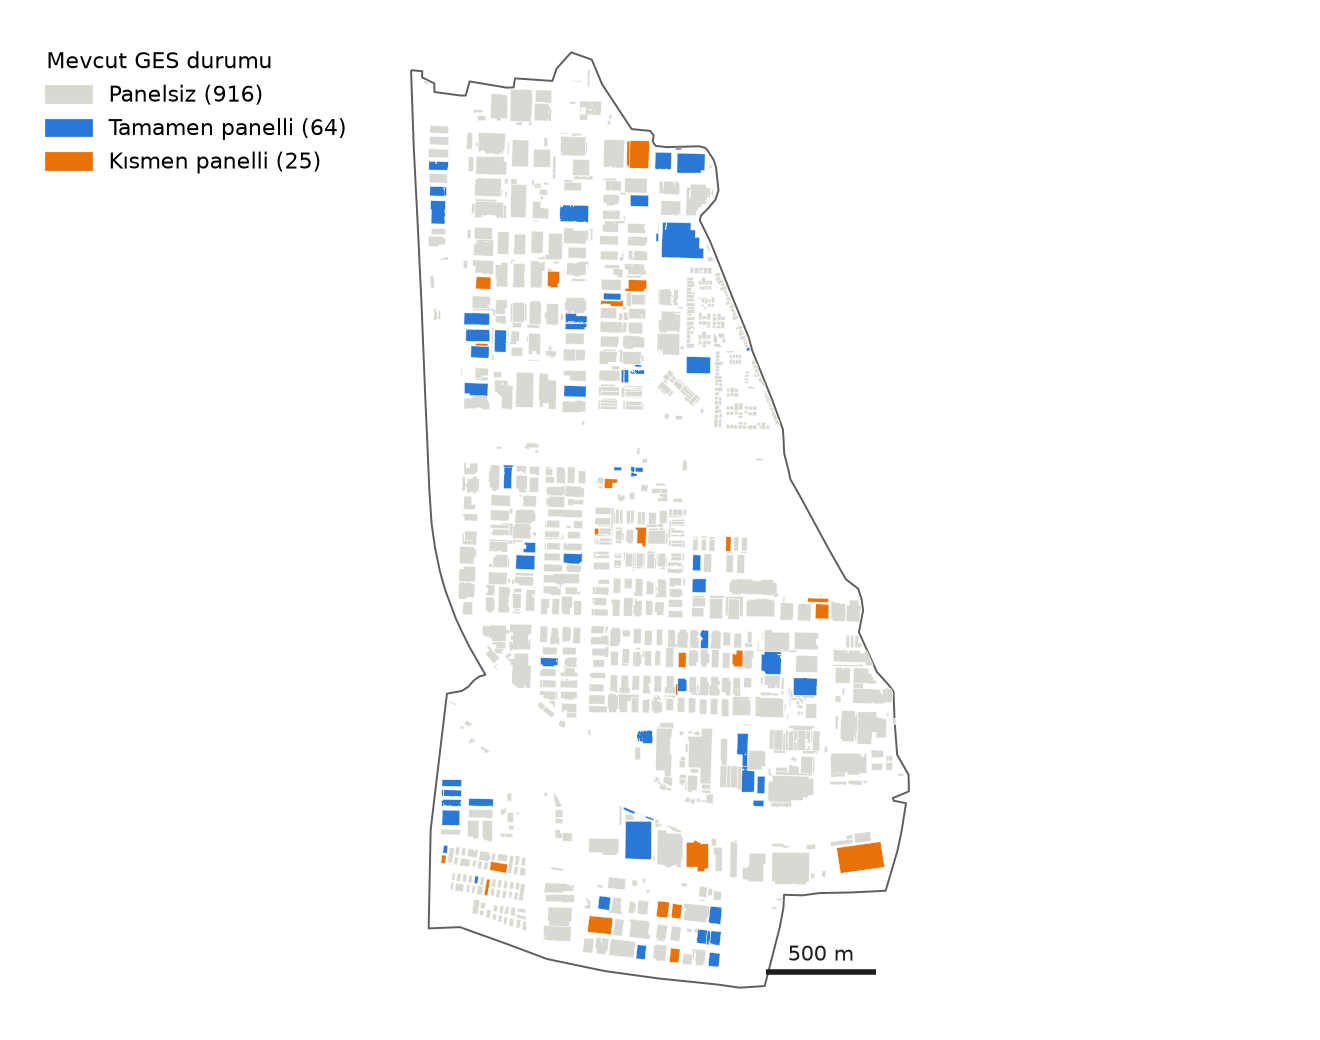 Mevcut GES durumu
Panelsiz (916)
Tamamen panelli (64)
Kısmen panelli (25)
500 m